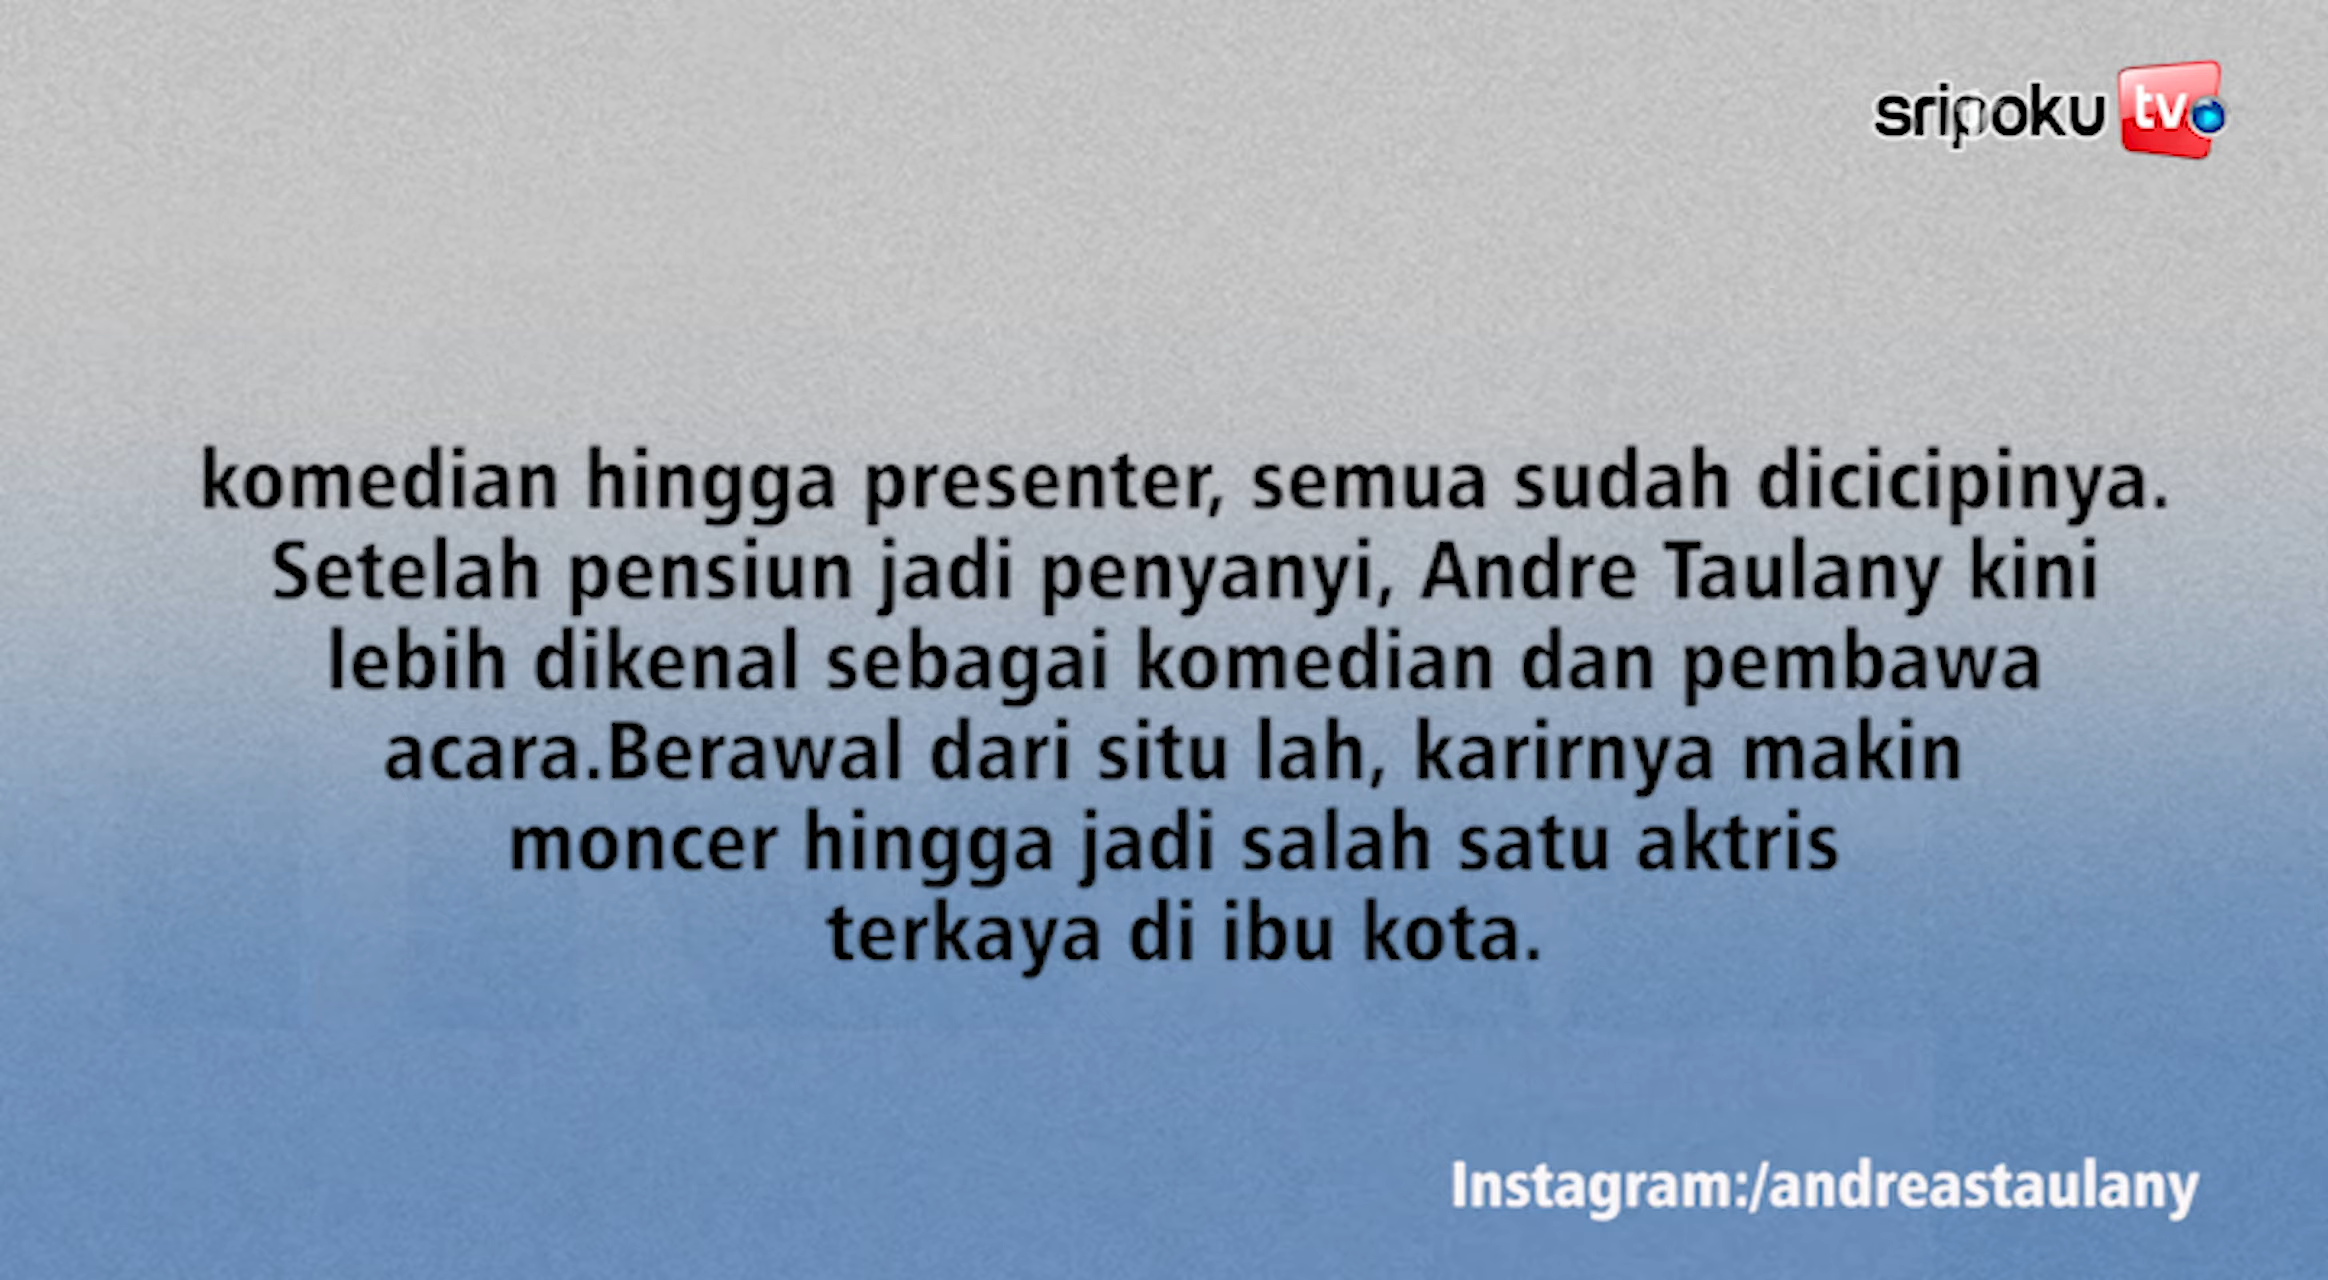 sripoku tv
komedian hingga presenter, semua sudah dicicipinya.
Setelah pensiun jadi penyanyi, Andre Taulany kini
lebih dikenal sebagai komedian dan pembawa
acara.Berawal dari situ lah, karirnya makin
moncer hingga jadi salah satu aktris
terkaya di ibu kota.
Instagram:/andreastaulany